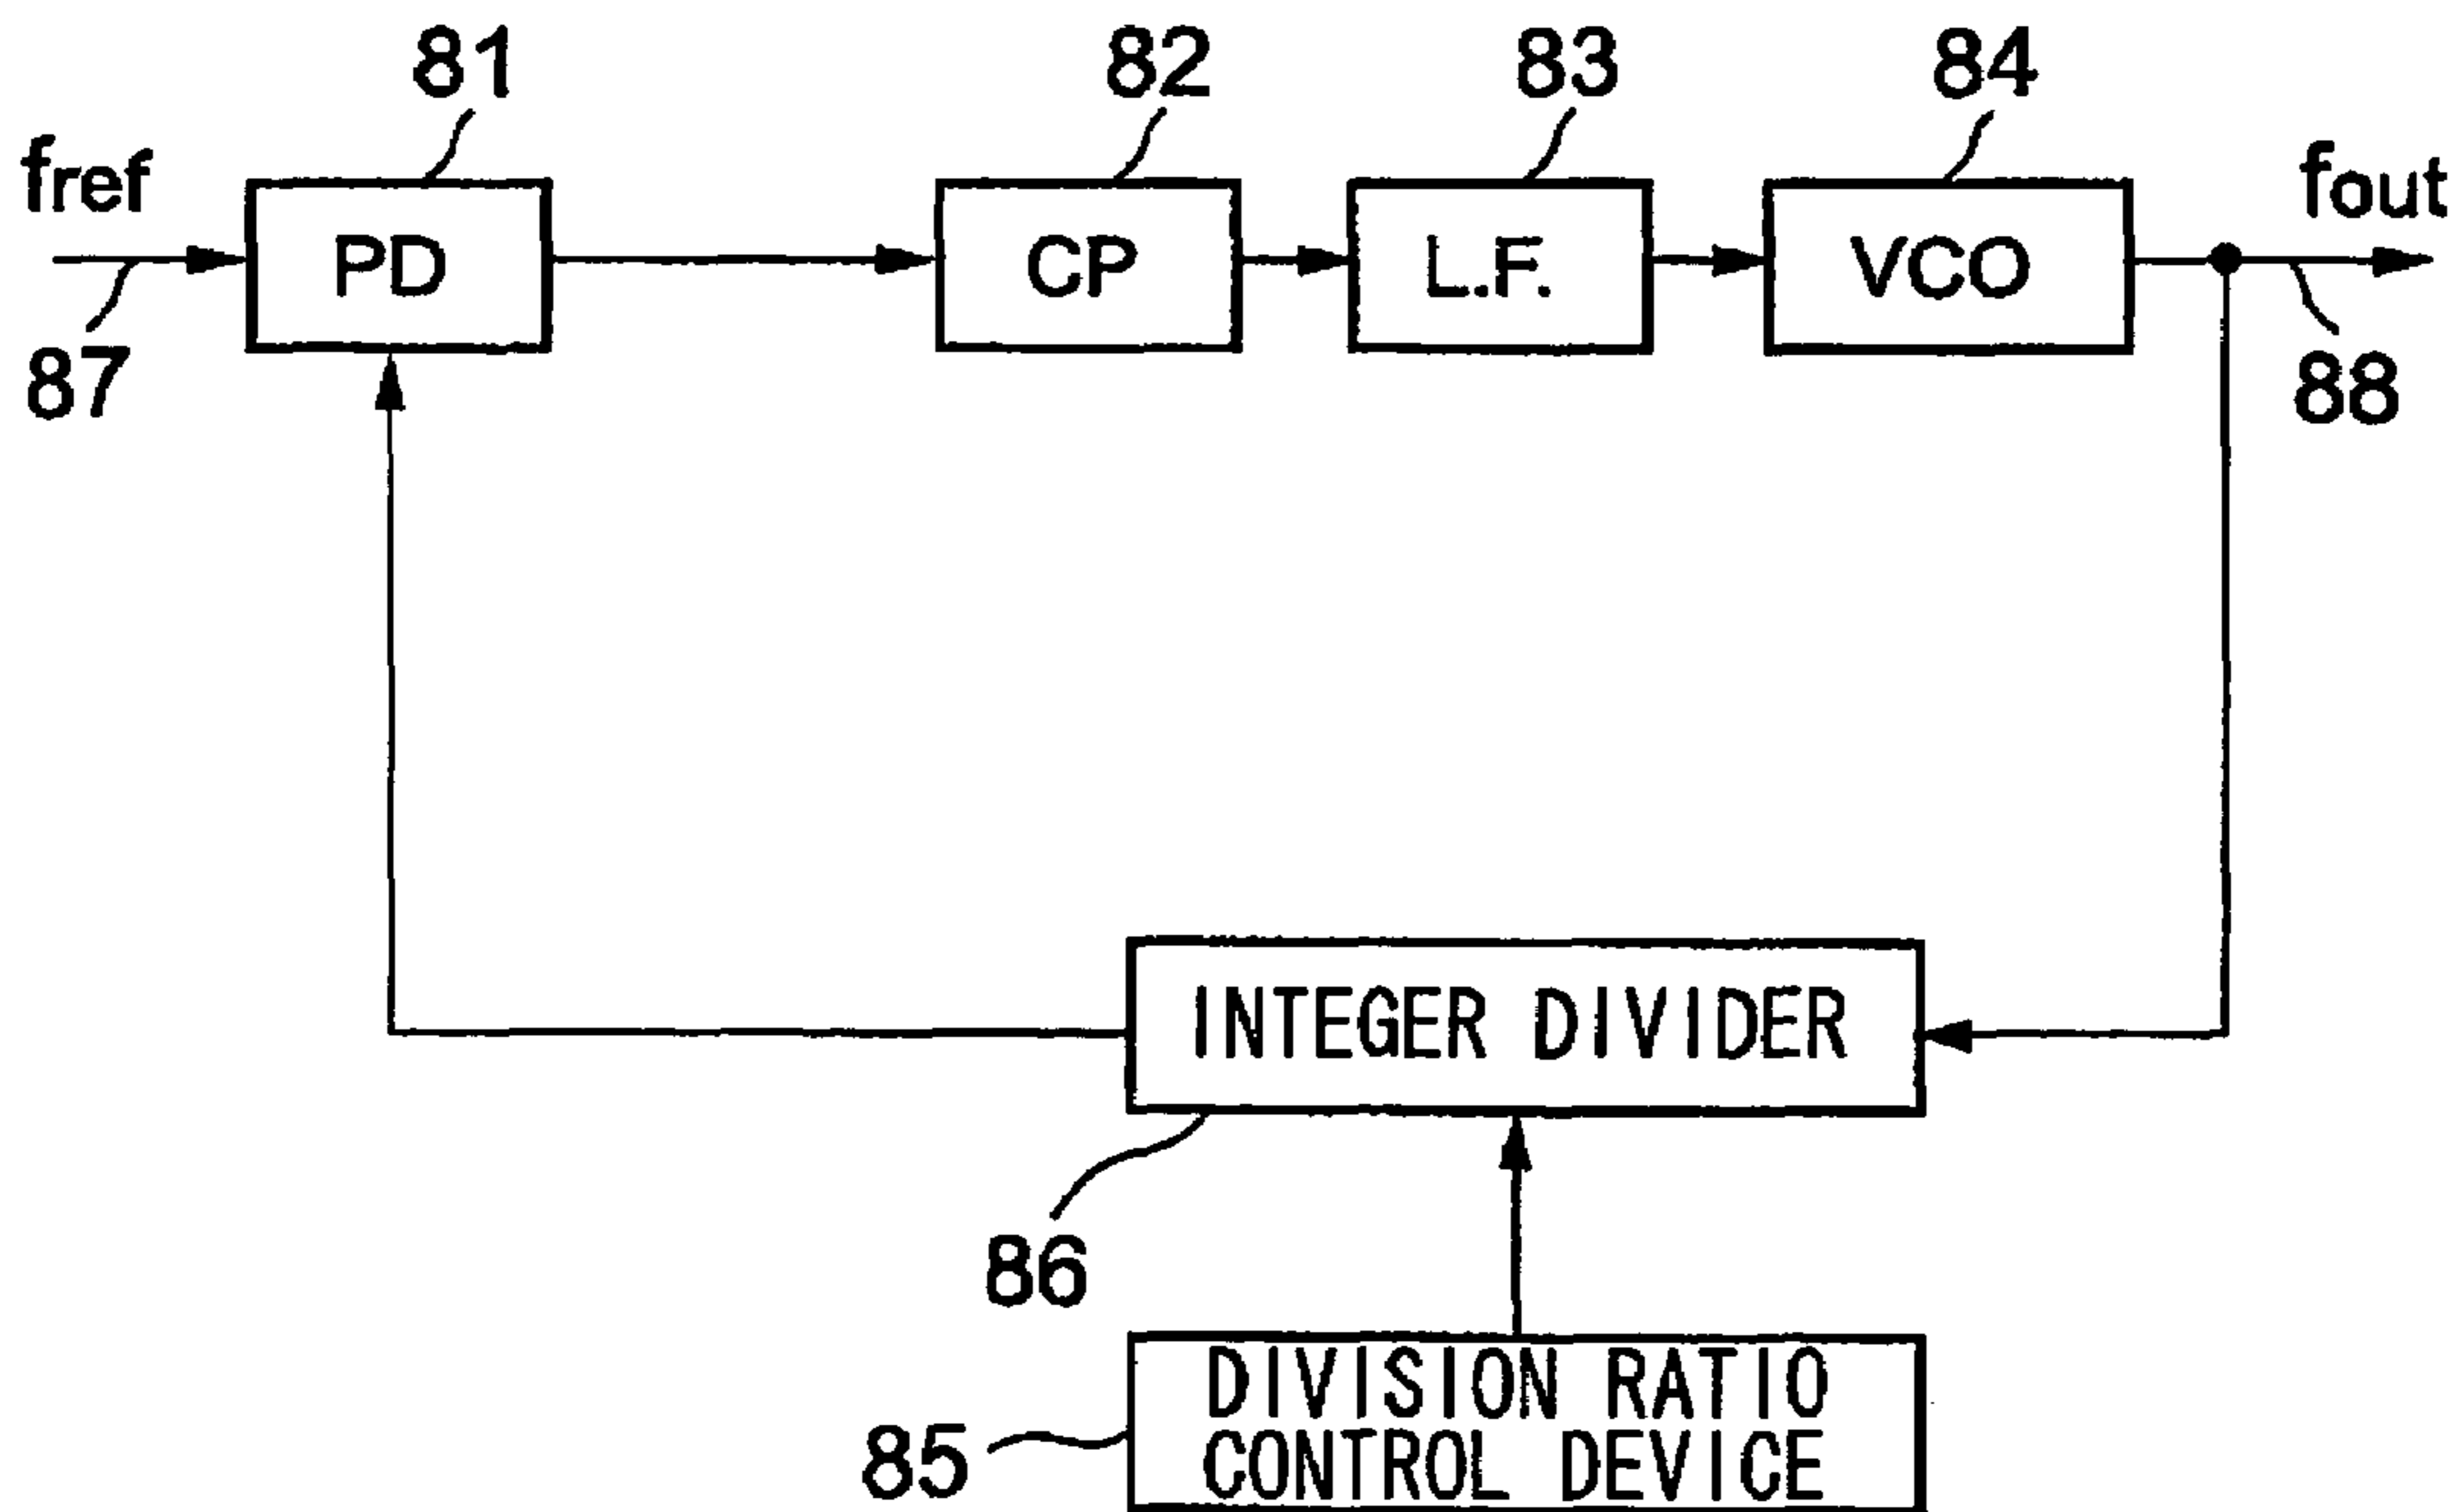 81
82
83
84
fref
PD
CP
L.F.
VCO
fout
87
88
INTEGER DIVIDER
86
DIVISION RATIO
CONTROL DEVICE
85